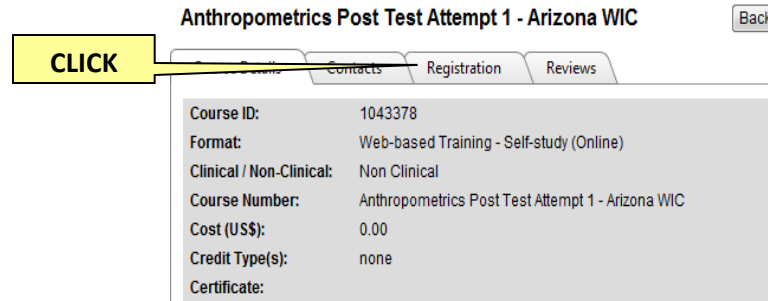 Anthropometrics Post Test Attempt 1 - Arizona WIC
Back
CLICK
Details Contacts Registration Reviews
Course ID: 1043378
Format: Web-based Training - Self-study (Online)
Clinical / Non-Clinical: Non Clinical
Course Number: Anthropometrics Post Test Attempt 1 - Arizona WIC
Cost (US$): 0.00
Credit Type(s): none
Certificate: